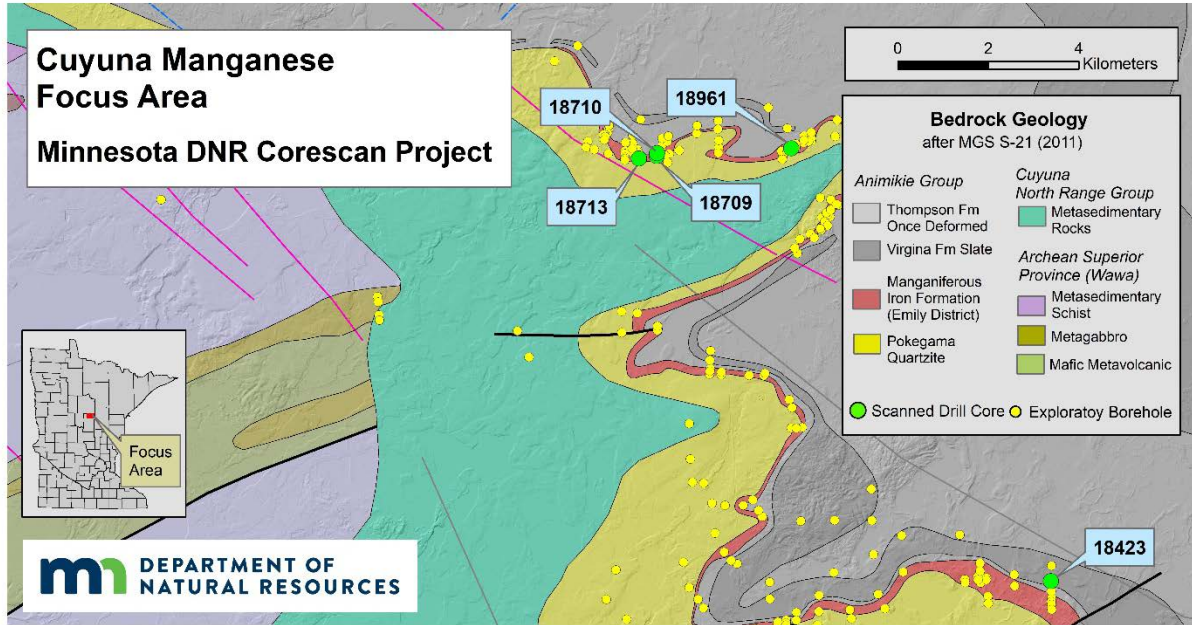 Cuyuna Manganese
Focus Area
Minnesota DNR Corescan Project
0 2 4
Kilometers
18710
18961
18713
18709
18423
Bedrock Geology
after MGS S-21 (2011)
Animikie Group
Thompson Fm
Once Deformed
Virgina Fm Slate
Manganiferous
Iron Formation
(Emily District)
Pokegama
Quartzite
Cuyuna
North Range Group
Metasedimentary
Rocks
Archean Superior
Province (Wawa)
Metasedimentary
Schist
Metagabbro
Mafic Metavolcanic
Scanned Drill Core
Exploratoy Borehole
Focus
Area
mn DEPARTMENT OF
NATURAL RESOURCES